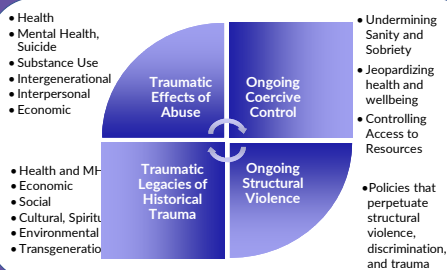 • Health
• Mental Health,
Suicide
• Substance Use
• Intergenerational
• Interpersonal
• Economic
Traumatic
Effects of
Abuse
Ongoing
Coercive
Control
• Undermining
Sanity and
Sobriety
• Jeopardizing
health and
wellbeing
• Controlling
Access to
Resources
• Health and MH
• Economic
• Social
• Cultural,
• Environmental
Traumatic
Legacies of
Historical
Trauma
Ongoing
Structural
Violence
•Policies that
perpetuate
structural
violence,
discrimination,
and trauma